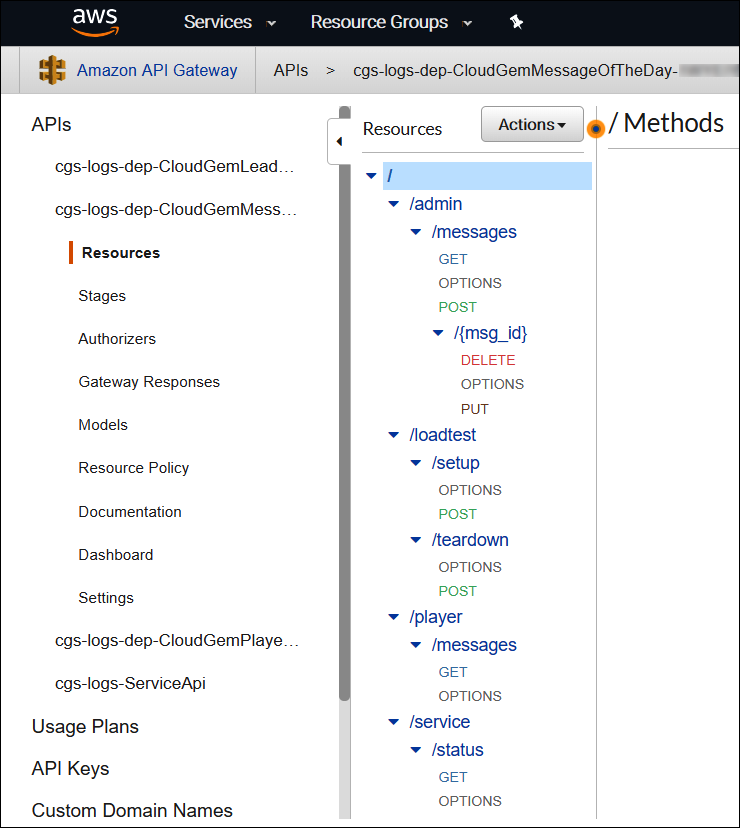 aws Services Resource Groups
Amazon API Gateway APIs > cgs-logs-dep-CloudGemMessageOfTheDay-
APIs
cgs-logs-dep-CloudGemLead…
cgs-logs-dep-CloudGemMess…
Resources
Stages
Authorizers
Gateway Responses
Models
Resource Policy
Documentation
Dashboard
Settings
cgs-logs-dep-CloudGemPlaye…
cgs-logs-ServiceApi
Usage Plans
API Keys
Custom Domain Names
Resources
Actions
/
/admin
/messages
GET
OPTIONS
POST
/{msg_id}
DELETE
OPTIONS
PUT
/loadtest
/setup
OPTIONS
POST
/teardown
OPTIONS
POST
/player
/messages
GET
OPTIONS
/service
/status
GET
OPTIONS
/ Methods